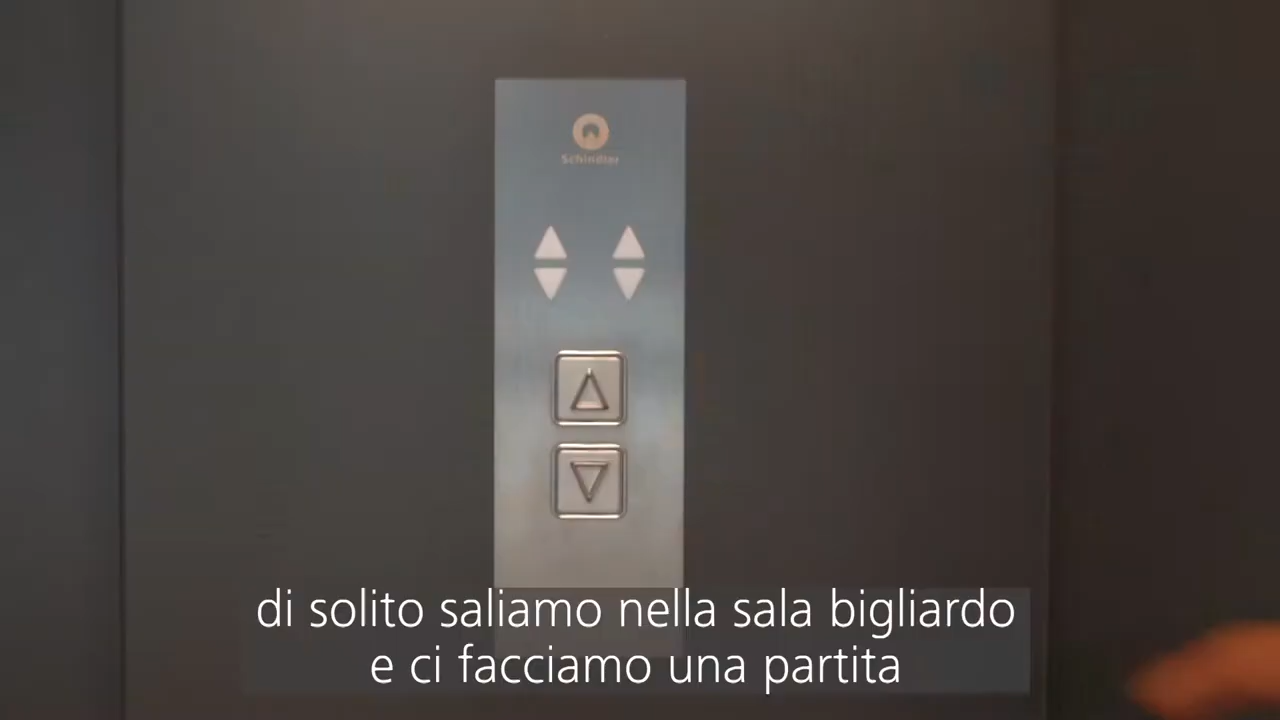 Schindler
di solito saliamo nella sala bigliardo
e ci facciamo una partita